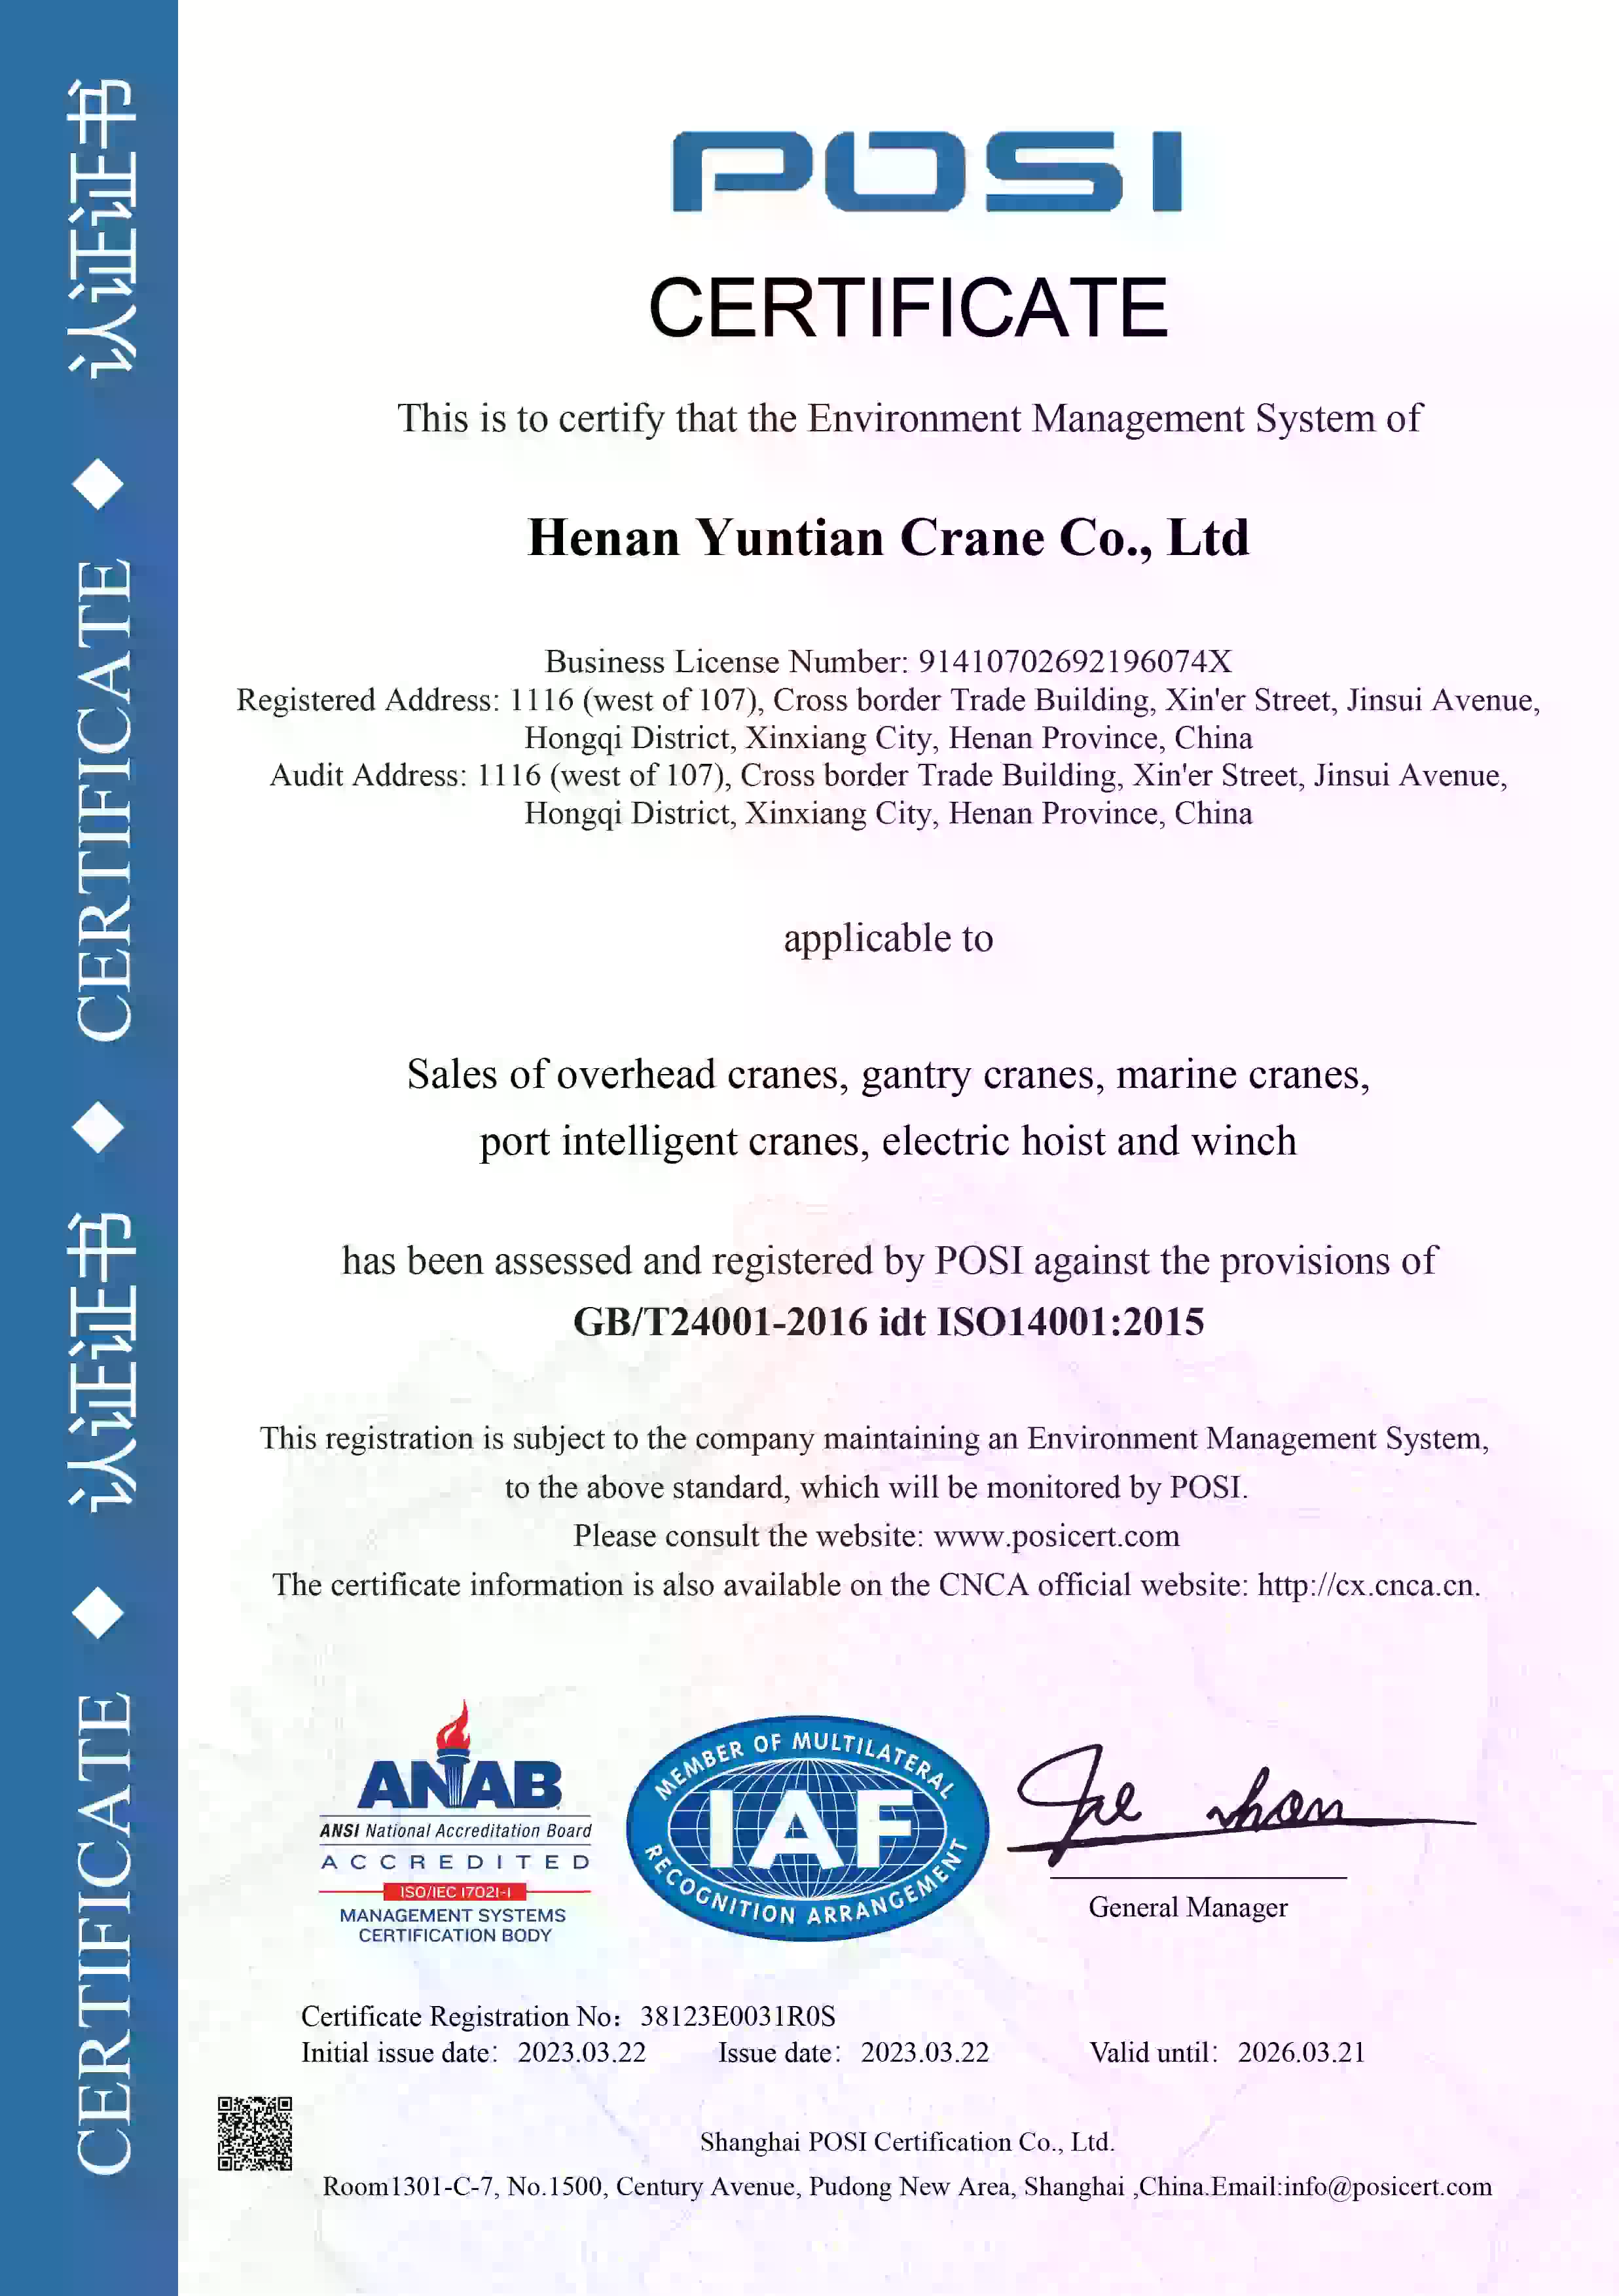 认证证书 ◆ CERTIFICATE ◆ 认证证书 ◆ CERTIFICATE
POSI
CERTIFICATE
This is to certify that the Environment Management System of
Henan Yuntian Crane Co., Ltd
Business License Number: 91410702692196074X
Registered Address: 1116 (west of 107), Cross border Trade Building, Xin'er Street, Jinsui Avenue,
Hongqi District, Xinxiang City, Henan Province, China
Audit Address: 1116 (west of 107), Cross border Trade Building, Xin'er Street, Jinsui Avenue,
Hongqi District, Xinxiang City, Henan Province, China
applicable to
Sales of overhead cranes, gantry cranes, marine cranes,
port intelligent cranes, electric hoist and winch
has been assessed and registered by POSI against the provisions of
GB/T24001-2016 idt ISO14001:2015
This registration is subject to the company maintaining an Environment Management System,
to the above standard, which will be monitored by POSI.
Please consult the website: www.posicert.com
The certificate information is also available on the CNCA official website: http://cx.cnca.cn.
ANAB
ANSI National Accreditation Board
ACCREDITED
ISO/IEC 17021-1
MANAGEMENT SYSTEMS
CERTIFICATION BODY
MEMBER OF MULTILATERAL
IAF
RECOGNITION ARRANGEMENT
General Manager
Certificate Registration No： 38123E0031R0S
Initial issue date： 2023.03.22 Issue date： 2023.03.22 Valid until： 2026.03.21
Shanghai POSI Certification Co., Ltd.
Room1301-C-7, No.1500, Century Avenue, Pudong New Area, Shanghai ,China.Email:info@posicert.com